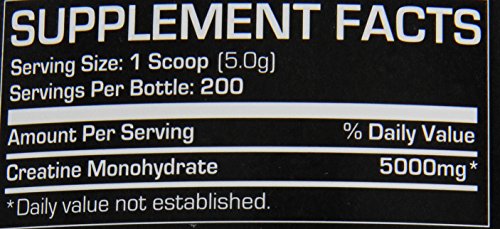 SUPPLEMENT FACTS
Serving Size: 1 Scoop (5.0g)
Servings Per Bottle: 200
Amount Per Serving % Daily Value
Creatine Monohydrate 5000mg*
*Daily value not established.